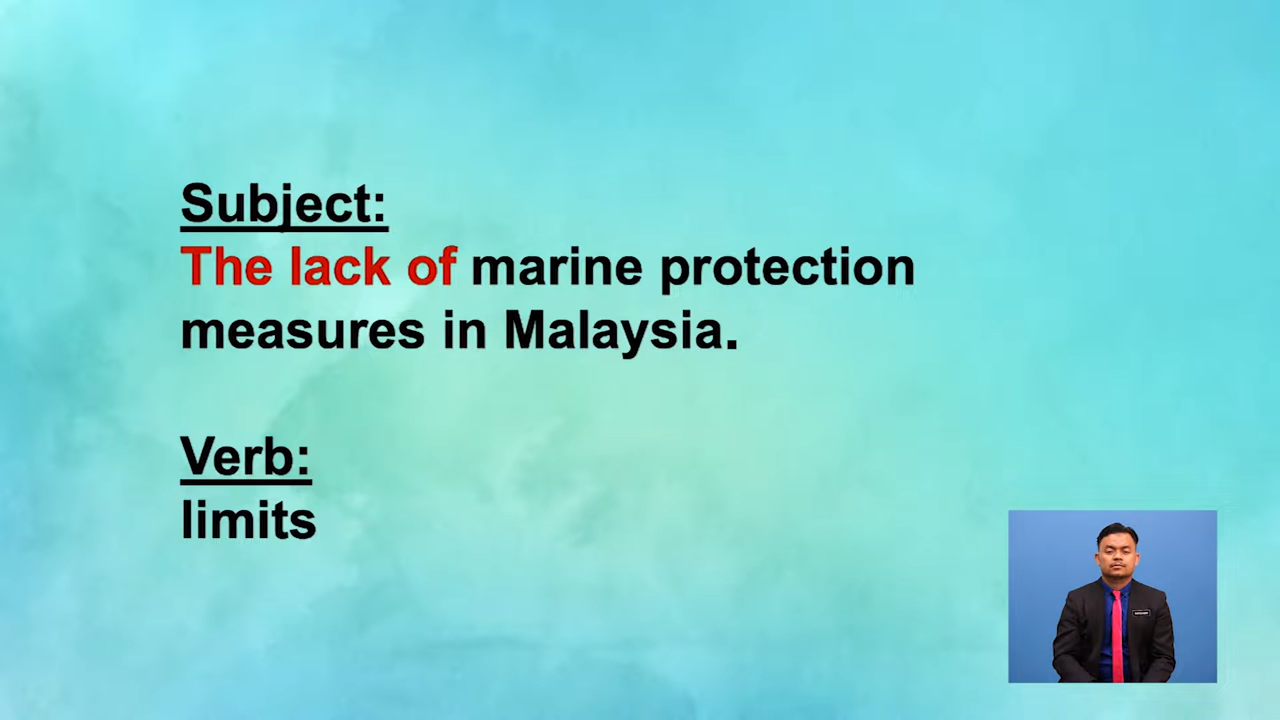 Subject:
The lack of marine protection
measures in Malaysia.
Verb:
limits